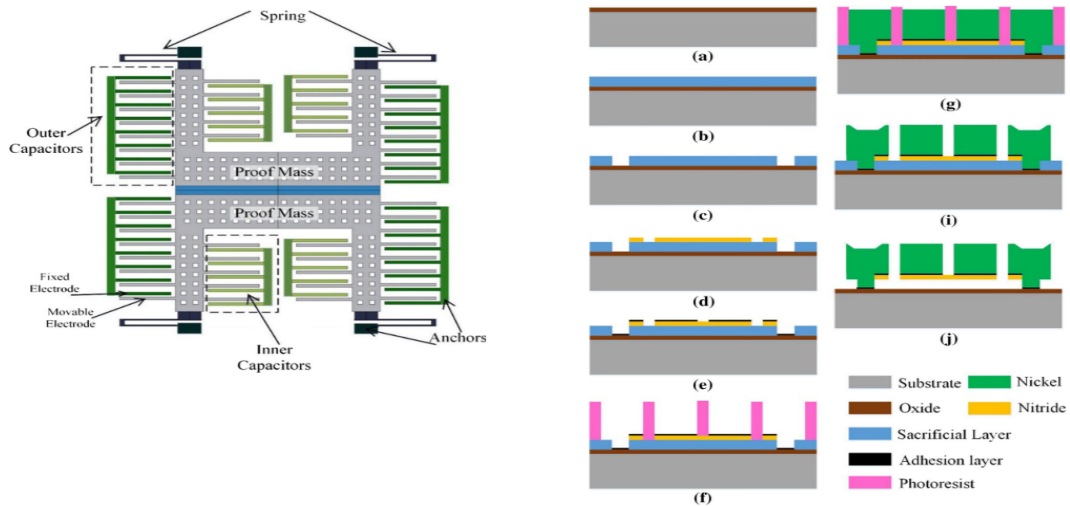 Spring
Outer
Capacitors
Proof Mass
Proof Mass
Fixed
Electrode
Movable
Electrode
Inner
Capacitors
Anchors
(a)
(b)
(c)
(d)
(e)
(f)
(g)
(i)
(j)
Substrate
Nickel
Oxide
Nitride
Sacrificial Layer
Adhesion layer
Photoresist